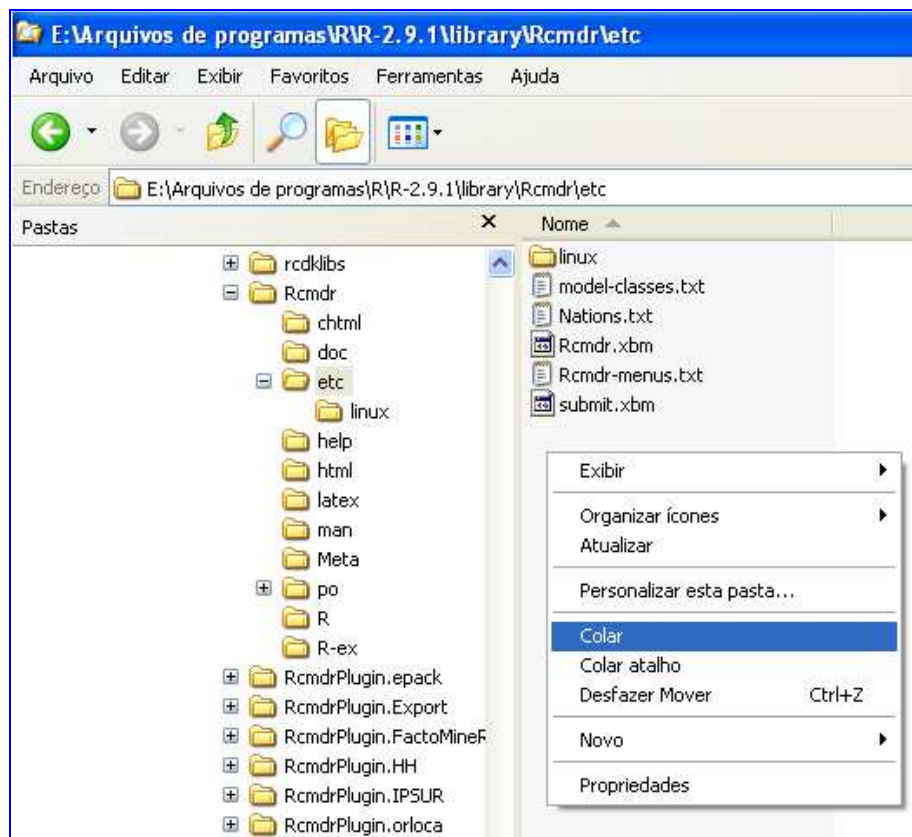 E:\Arquivos de programas\R\R-2.9.1\library\Rcmdr\etc
Arquivo Editar Exibir Favoritos Ferramentas Ajuda
Endereço E:\Arquivos de programas\R\R-2.9.1\library\Rcmdr\etc
Pastas
rcdklibs
Rcmdr
chtml
doc
etc
linux
help
html
latex
man
Meta
po
R
R-ex
RcmdrPlugin.epack
RcmdrPlugin.Export
RcmdrPlugin.FactoMineR
RcmdrPlugin.HH
RcmdrPlugin.IPSUR
RcmdrPlugin.orloca
Nome
linux
model-classes.txt
Nations.txt
Rcmdr.xbm
Rcmdr-menus.txt
submit.xbm
Exibir
Organizar ícones
Atualizar
Personalizar esta pasta...
Colar
Colar atalho
Desfazer Mover Ctrl+Z
Novo
Propriedades